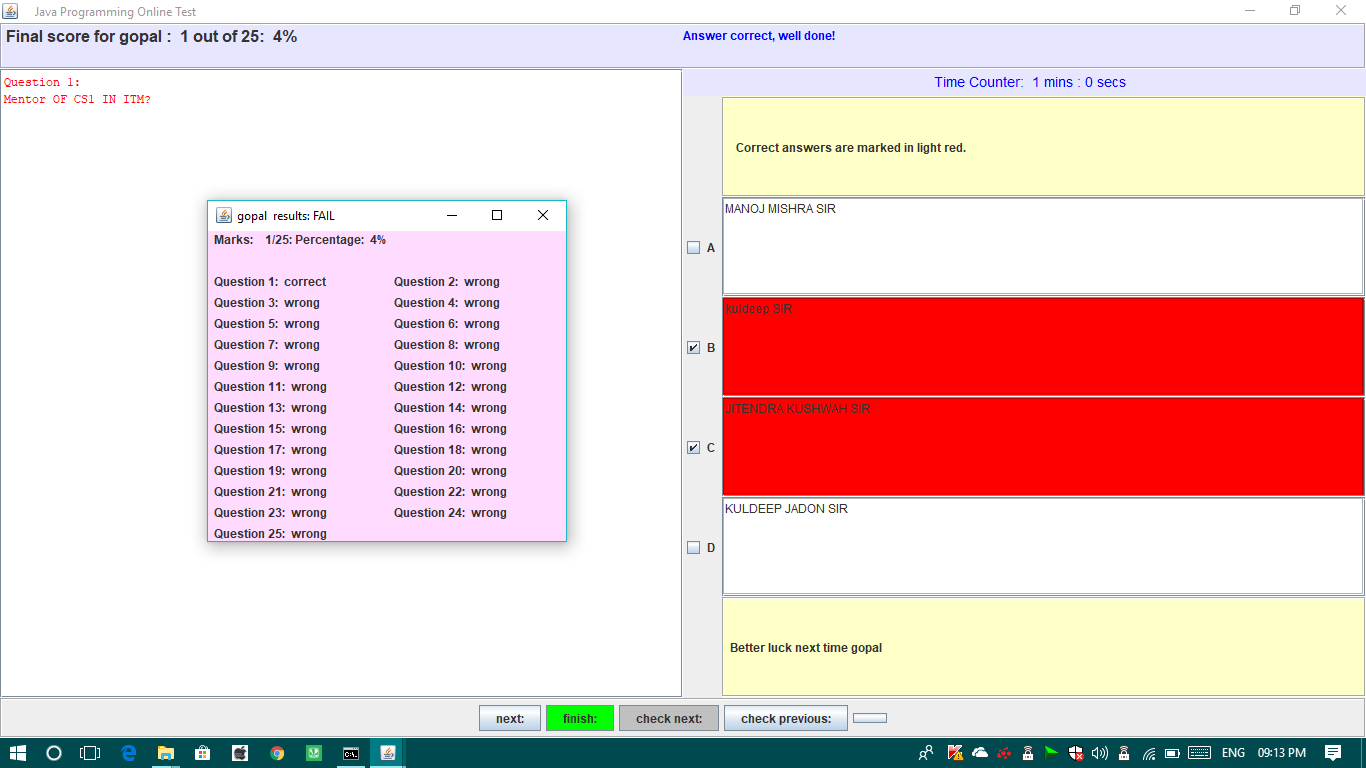 Java Programming Online Test
Final score for gopal :  1 out of 25:  4%
Answer correct, well done!
Question 1:
Mentor OF CS1 IN ITM?
Time Counter:  1 mins : 0 secs
Correct answers are marked in light red.
A
MANOJ MISHRA SIR
B
kuldeep SIR
C
JITENDRA KUSHWAH SIR
D
KULDEEP JADON SIR
Better luck next time gopal
gopal  results: FAIL
Marks:    1/25: Percentage:  4%
Question 1:  correct
Question 2:  wrong
Question 3:  wrong
Question 4:  wrong
Question 5:  wrong
Question 6:  wrong
Question 7:  wrong
Question 8:  wrong
Question 9:  wrong
Question 10:  wrong
Question 11:  wrong
Question 12:  wrong
Question 13:  wrong
Question 14:  wrong
Question 15:  wrong
Question 16:  wrong
Question 17:  wrong
Question 18:  wrong
Question 19:  wrong
Question 20:  wrong
Question 21:  wrong
Question 22:  wrong
Question 23:  wrong
Question 24:  wrong
Question 25:  wrong
next:
finish:
check next:
check previous:
ENG
09:13 PM